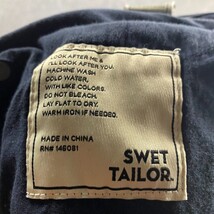 LOOK AFTER ME &
I'LL LOOK AFTER YOU.
MACHINE WASH
COLD WATER,
WITH LIKE COLORS.
DO NOT BLEACH.
LAY FLAT TO DRY.
WARM IRON IF NEEDED.
MADE IN CHINA
RN# 146081
SWET
TAILOR.